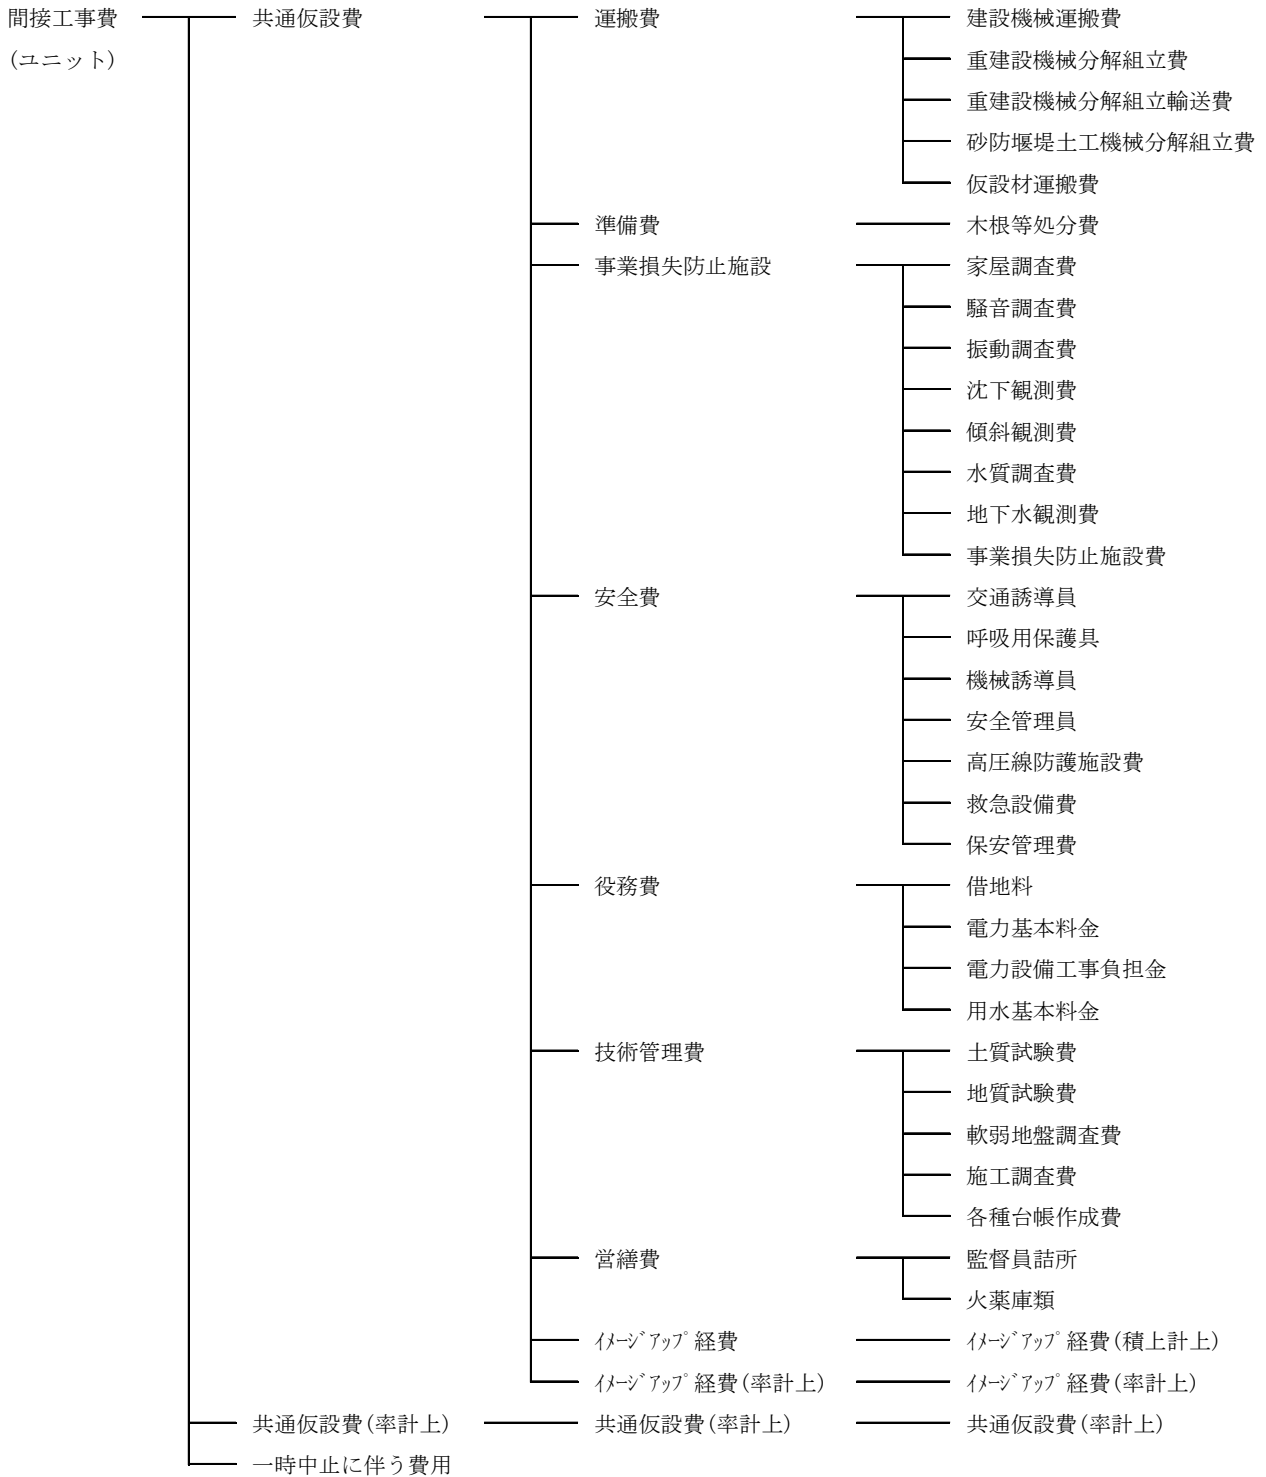 間接工事費 共通仮設費 運搬費 建設機械運搬費
(ユニット) 重建設機械分解組立費
重建設機械分解組立輸送費
砂防堰堤土工機械分解組立費
仮設材運搬費
準備費 木根等処分費
事業損失防止施設 家屋調査費
騒音調査費
振動調査費
沈下観測費
傾斜観測費
水質調査費
地下水観測費
事業損失防止施設費
安全費 交通誘導員
呼吸用保護具
機械誘導員
安全管理員
高圧線防護施設費
救急設備費
保安管理費
役務費 借地料
電力基本料金
電力設備工事負担金
用水基本料金
技術管理費 土質試験費
地質試験費
軟弱地盤調査費
施工調査費
各種台帳作成費
営繕費 監督員詰所
火薬庫類
ｲﾒｰｼﾞｱｯﾌﾟ経費 ｲﾒｰｼﾞｱｯﾌﾟ経費(積上計上)
ｲﾒｰｼﾞｱｯﾌﾟ経費(率計上) ｲﾒｰｼﾞｱｯﾌﾟ経費(率計上)
共通仮設費(率計上) 共通仮設費(率計上) 共通仮設費(率計上)
一時中止に伴う費用